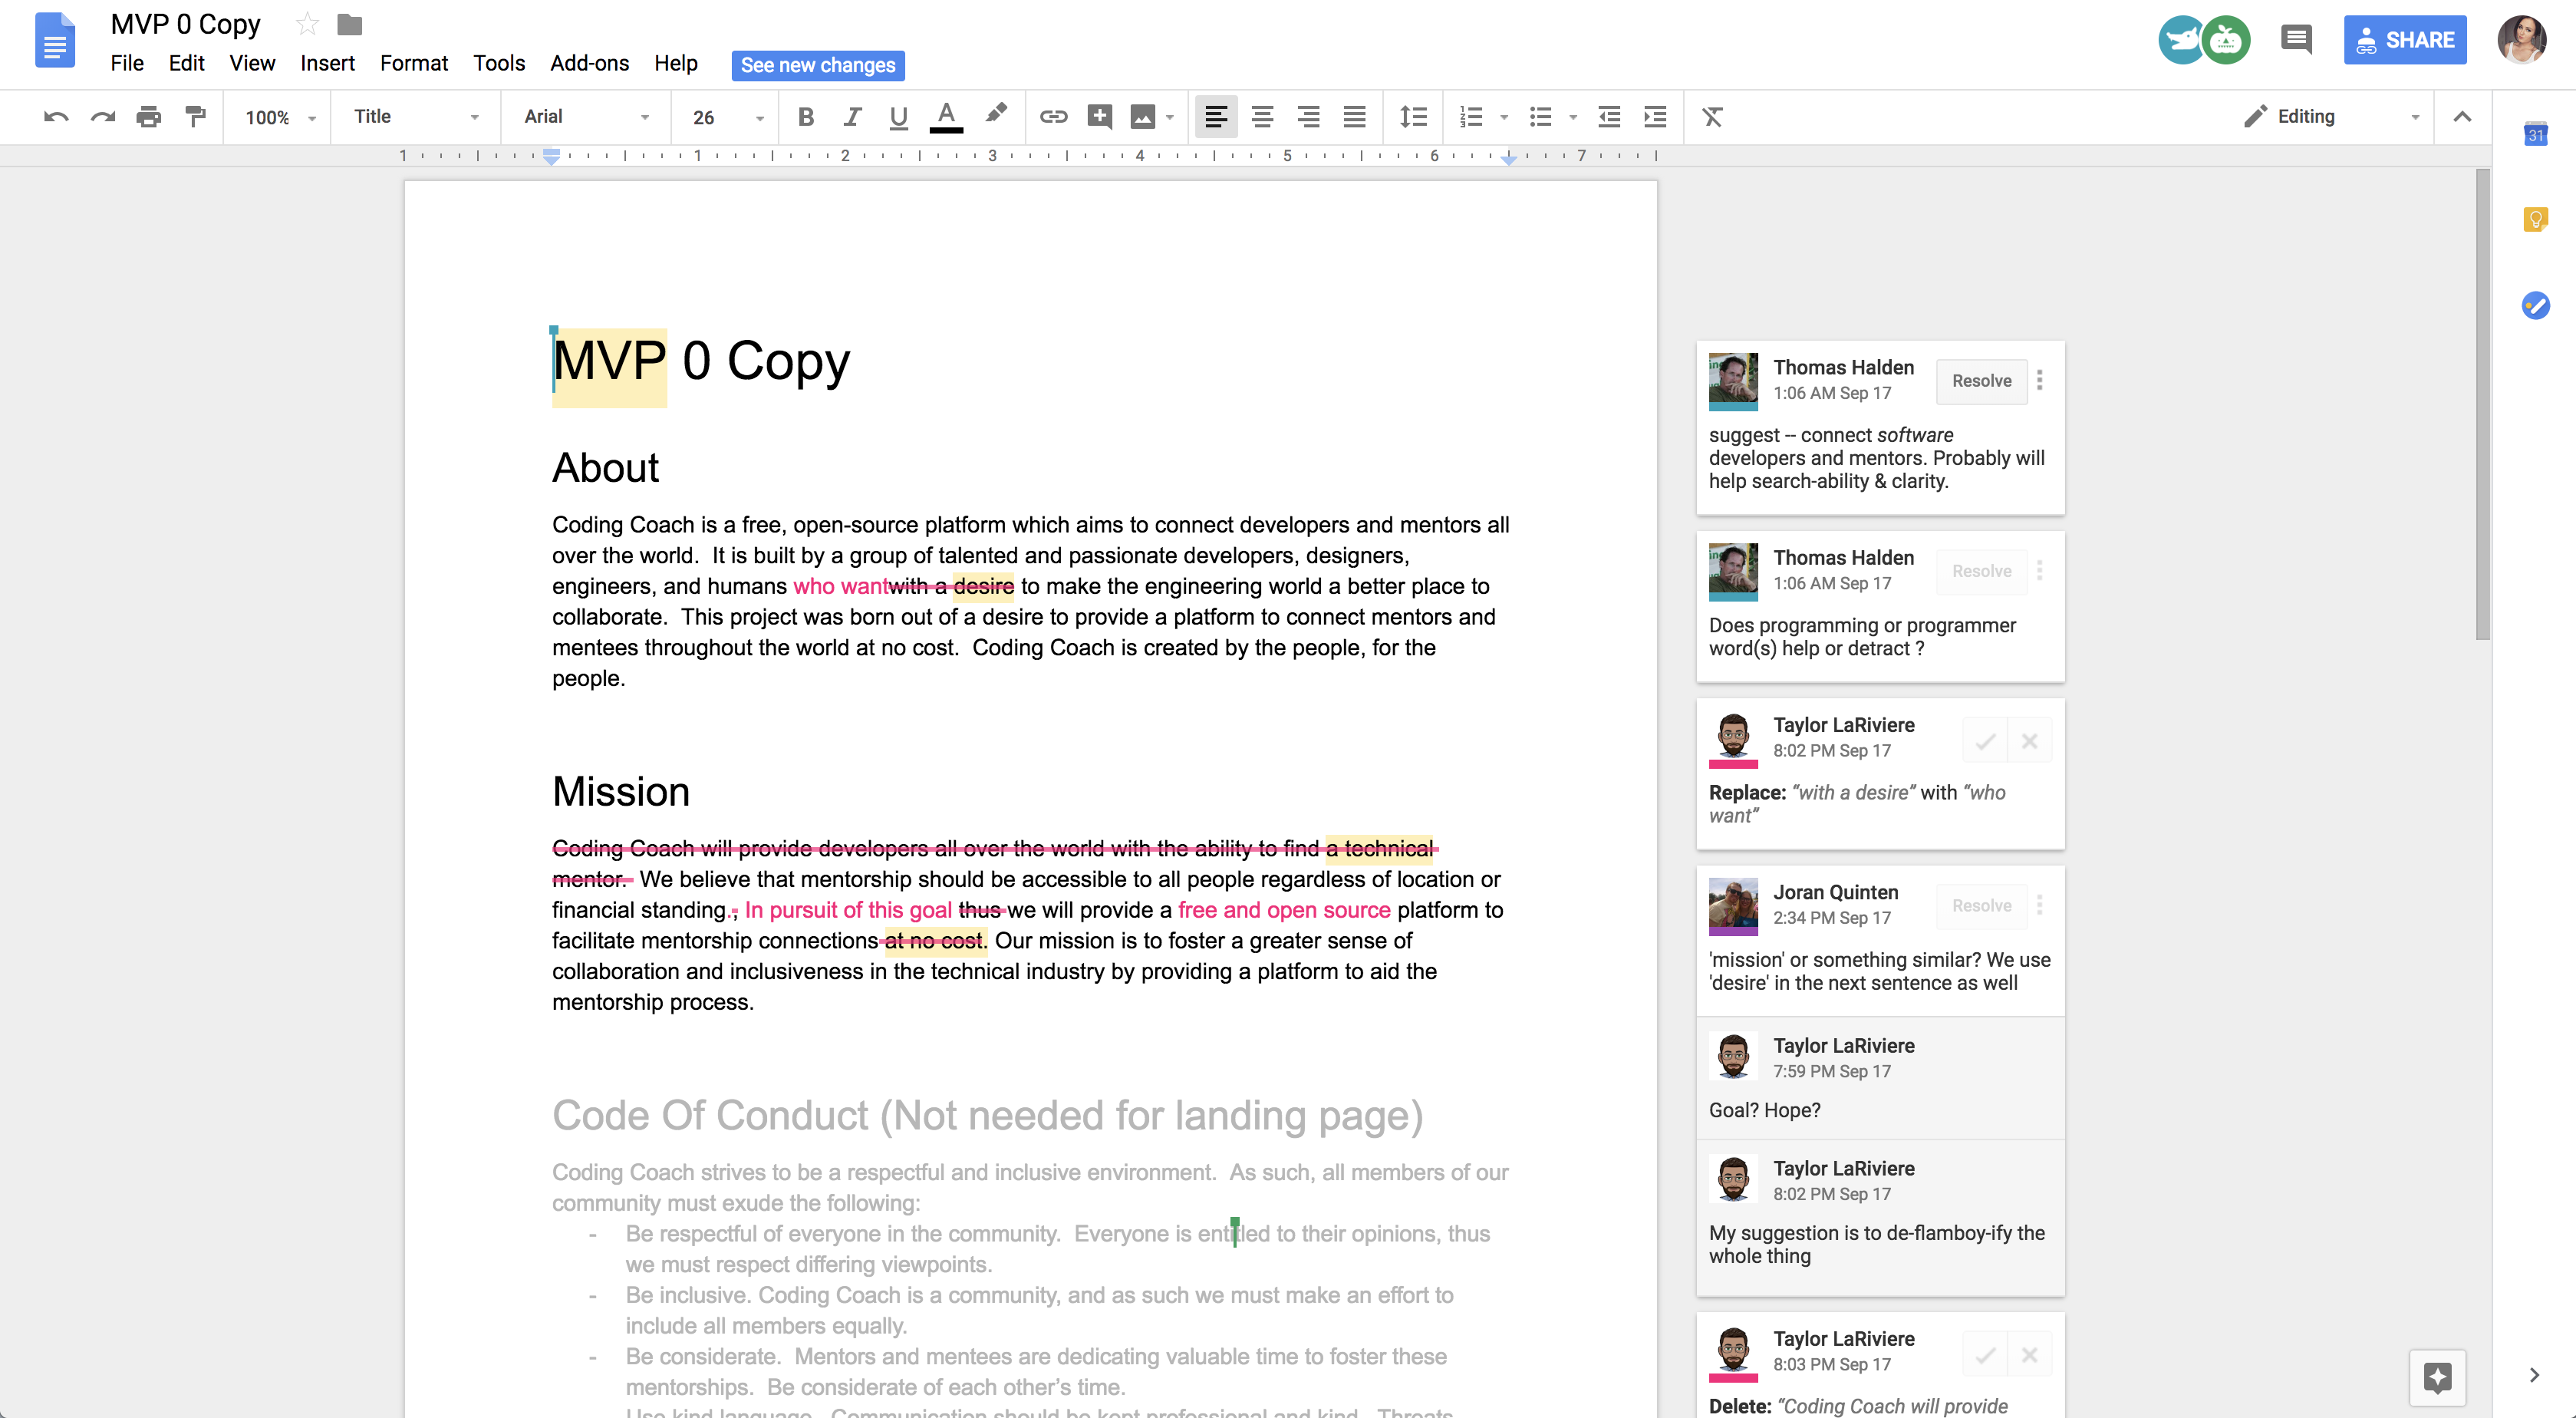 MVP 0 Copy
SHARE
File Edit View Insert Format Tools Add-ons Help See new changes
100% Title Arial 26 B I U A Editing
1 1 2 3 4 5 6 7
31
MVP 0 Copy
About
Coding Coach is a free, open-source platform which aims to connect developers and mentors all
over the world.  It is built by a group of talented and passionate developers, designers,
engineers, and humans who wantwith a desire to make the engineering world a better place to
collaborate.  This project was born out of a desire to provide a platform to connect mentors and
mentees throughout the world at no cost.  Coding Coach is created by the people, for the
people.
Mission
Coding Coach will provide developers all over the world with the ability to find a technical
mentor.  We believe that mentorship should be accessible to all people regardless of location or
financial standing., In pursuit of this goal thus we will provide a free and open source platform to
facilitate mentorship connections at no cost. Our mission is to foster a greater sense of
collaboration and inclusiveness in the technical industry by providing a platform to aid the
mentorship process.
Code Of Conduct (Not needed for landing page)
Coding Coach strives to be a respectful and inclusive environment.  As such, all members of our
community must exude the following:
- Be respectful of everyone in the community.  Everyone is entitled to their opinions, thus
we must respect differing viewpoints.
- Be inclusive. Coding Coach is a community, and as such we must make an effort to
include all members equally.
- Be considerate.  Mentors and mentees are dedicating valuable time to foster these
mentorships.  Be considerate of each other's time.
Use kind language.  Communication should be kept professional and kind.  Threats
Thomas Halden
1:06 AM Sep 17
Resolve
suggest -- connect software
developers and mentors. Probably will
help search-ability & clarity.
Thomas Halden
1:06 AM Sep 17
Resolve
Does programming or programmer
word(s) help or detract ?
Taylor LaRiviere
8:02 PM Sep 17
Replace: “with a desire” with “who
want”
Joran Quinten
2:34 PM Sep 17
Resolve
'mission' or something similar? We use
'desire' in the next sentence as well
Taylor LaRiviere
7:59 PM Sep 17
Goal? Hope?
Taylor LaRiviere
8:02 PM Sep 17
My suggestion is to de-flamboy-ify the
whole thing
Taylor LaRiviere
8:03 PM Sep 17
Delete: “Coding Coach will provide